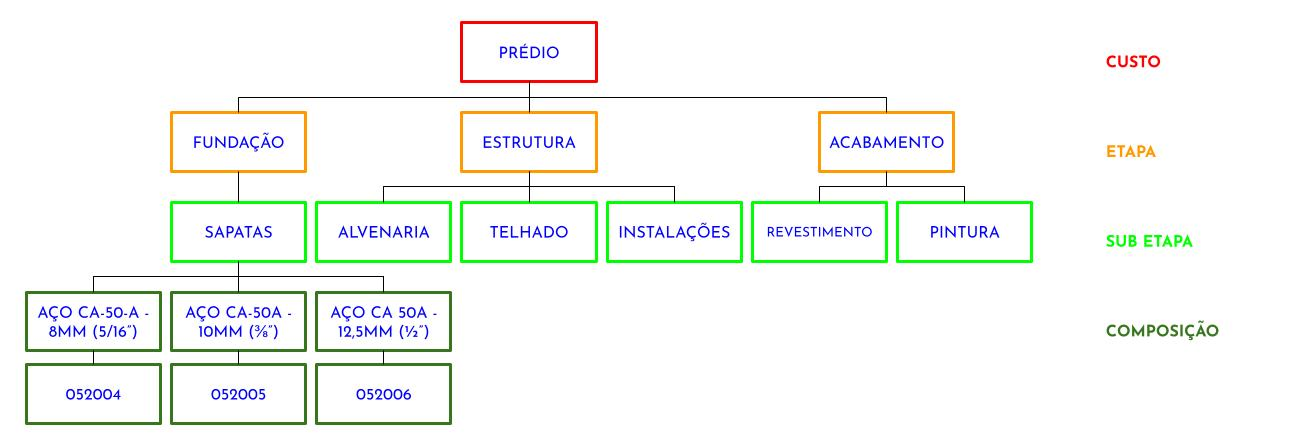 PRÉDIO
CUSTO
FUNDAÇÃO
ESTRUTURA
ACABAMENTO
ETAPA
SAPATAS
ALVENARIA
TELHADO
INSTALAÇÕES
REVESTIMENTO
PINTURA
SUB ETAPA
AÇO CA-50-A -
8MM (5/16")
AÇO CA-50A -
10MM (⅜")
AÇO CA 50A -
12,5MM (½")
COMPOSIÇÃO
052004
052005
052006